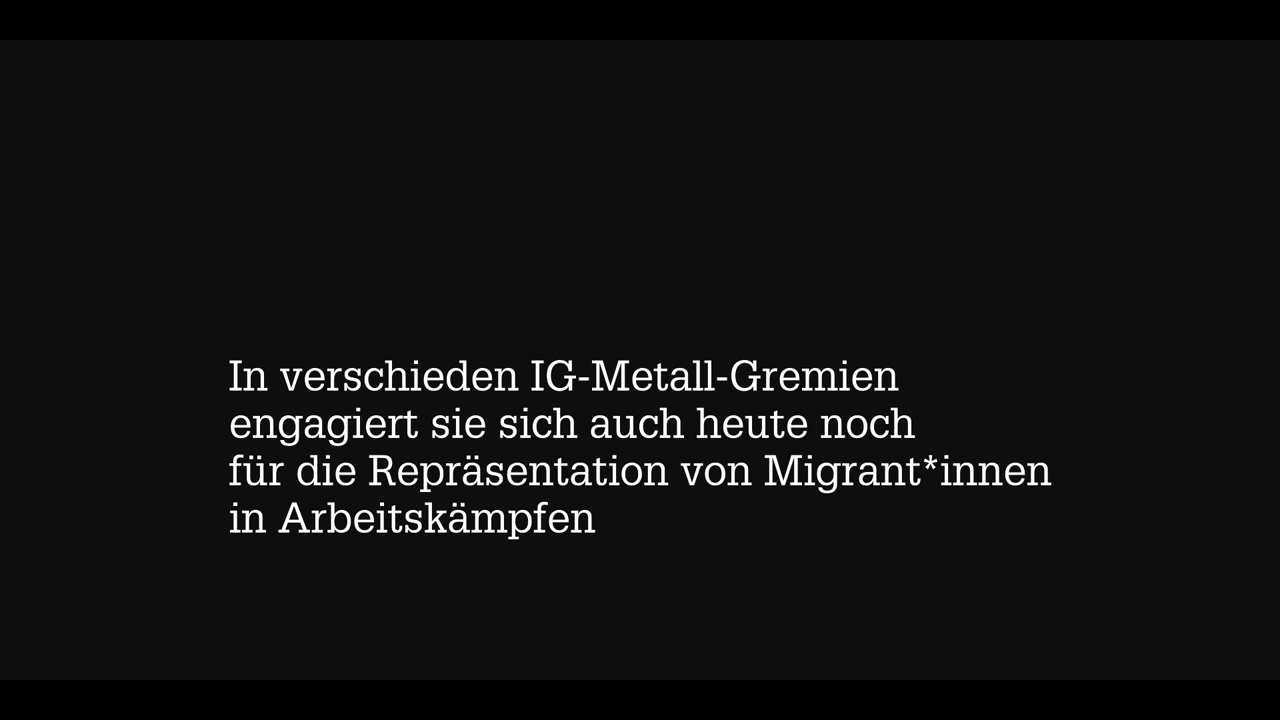 In verschieden IG-Metall-Gremien
engagiert sie sich auch heute noch
für die Repräsentation von Migrant*innen
in Arbeitskämpfen